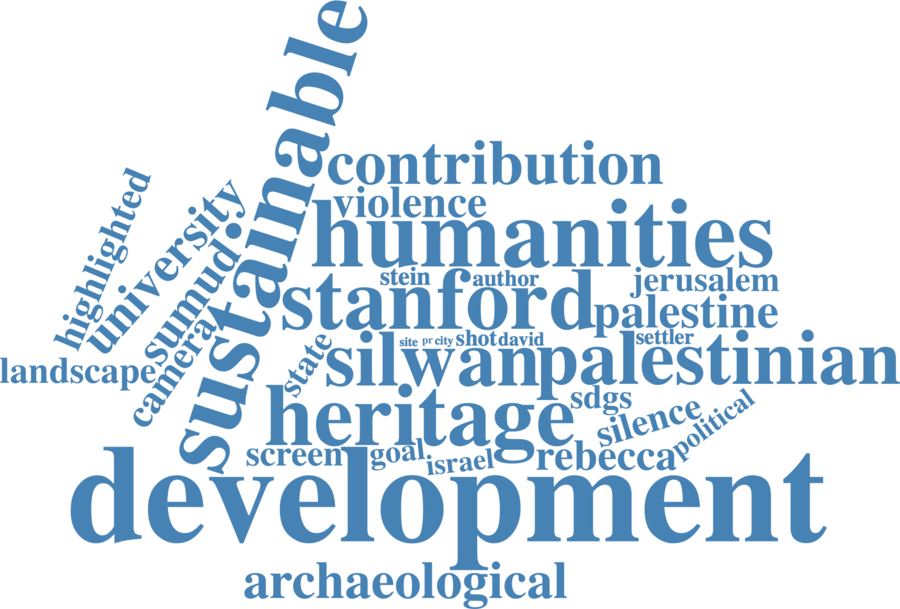 sustainable
contribution
violence
humanities
highlighted
university
sumud
camera
landscape
stein
author
jerusalem
stanford
palestine
state
silwan
site
pr
city
shot
david
settler
palestinian
heritage
sdgs
silence
political
screen
goal
israel
rebecca
development
archaeological